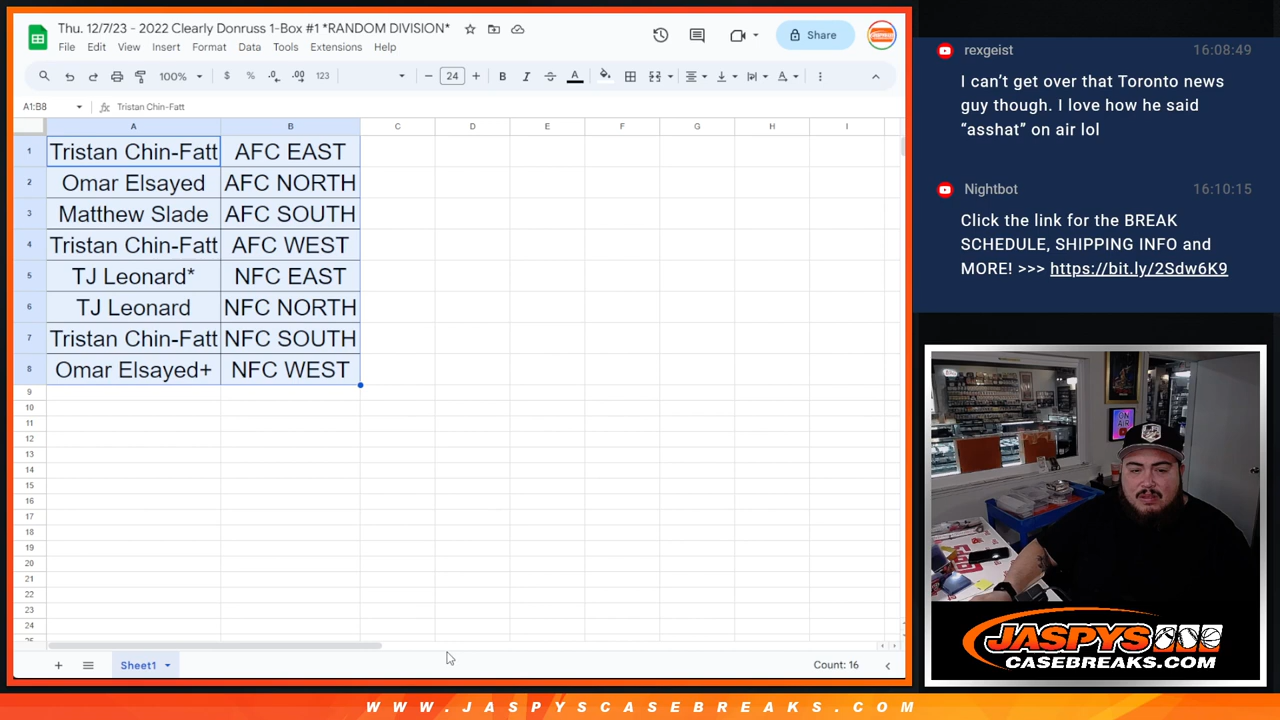 Thu. 12/7/23 - 2022 Clearly Donruss 1-Box #1 *RANDOM DIVISION*
File Edit View Insert Format Data Tools Extensions Help
Share
100% $ % .0 .00 123 24 B I S A
A1:B8 fx Tristan Chin-Fatt
A B C D E F G H I
1 Tristan Chin-Fatt AFC EAST
2 Omar Elsayed AFC NORTH
3 Matthew Slade AFC SOUTH
4 Tristan Chin-Fatt AFC WEST
5 TJ Leonard* NFC EAST
6 TJ Leonard NFC NORTH
7 Tristan Chin-Fatt NFC SOUTH
8 Omar Elsayed+ NFC WEST
9
10
11
12
13
14
15
16
17
18
19
20
21
22
23
24
Sheet1
Count: 16
rexgeist 16:08:49
I can’t get over that Toronto news
guy though. I love how he said
“asshat” on air lol
Nightbot 16:10:15
Click the link for the BREAK
SCHEDULE, SHIPPING INFO and
MORE! >>> https://bit.ly/2Sdw6K9
ON
AIR
JASPYS
CASEBREAKS.COM
WWW.JASPYSCASEBREAKS.COM